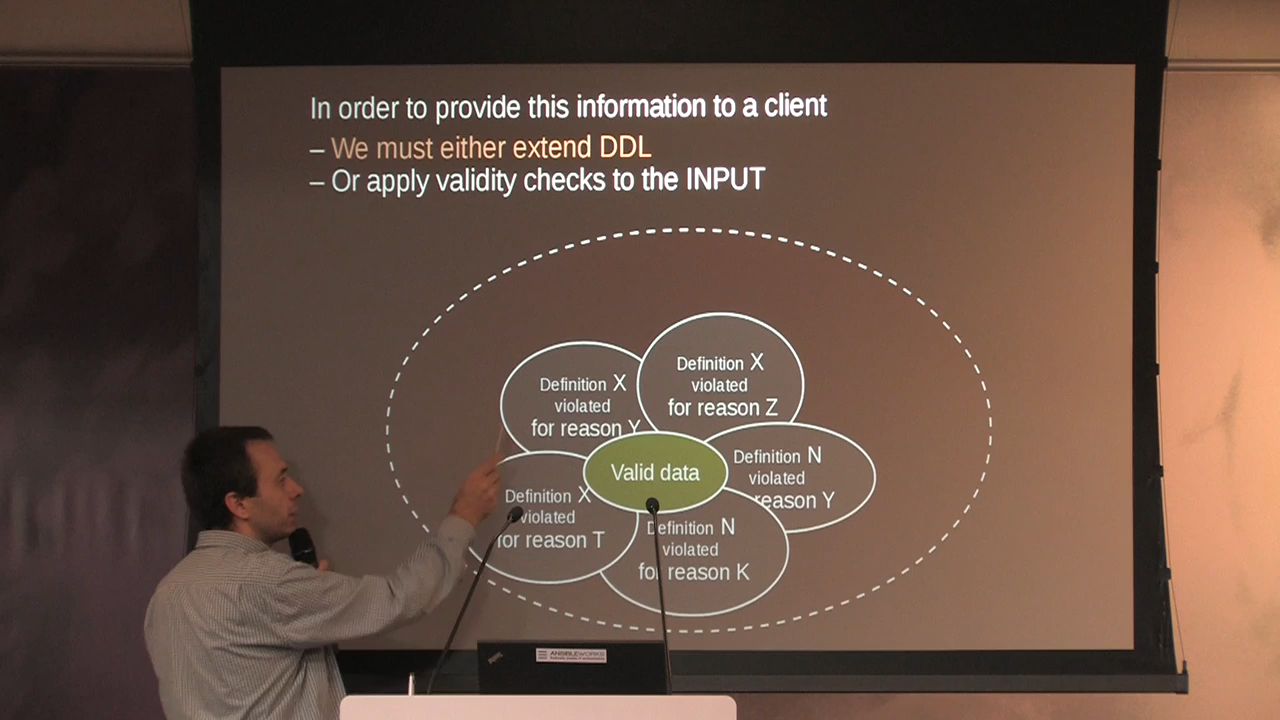 In order to provide this information to a client
– We must either extend DDL
– Or apply validity checks to the INPUT
Definition X
violated
for reason Z
Definition X
violated
for reason Y
Definition N
violated
reason Y
Valid data
Definition X
violated
for reason T
Definition N
violated
for reason K
ANSIBLEWORKS